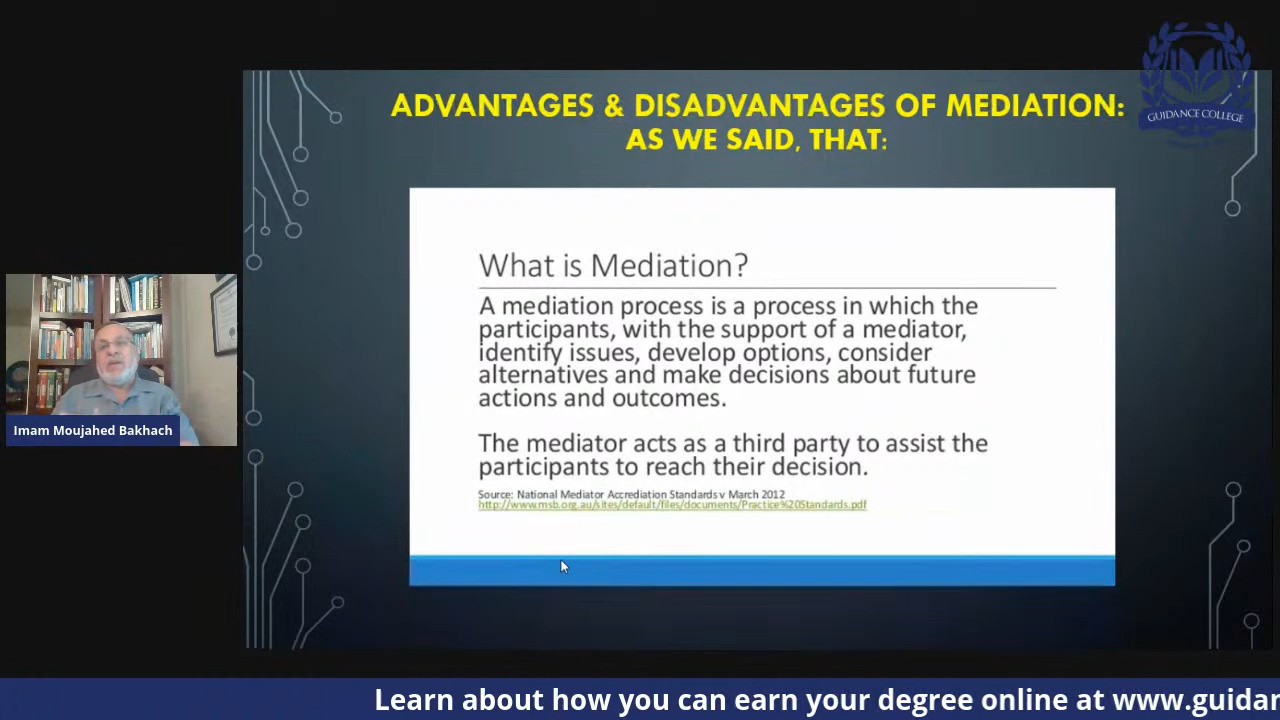 ADVANTAGES & DISADVANTAGES OF MEDIATION:
AS WE SAID, THAT:
GUIDANCE COLLEGE
What is Mediation?
A mediation process is a process in which the
participants, with the support of a mediator,
identify issues, develop options, consider
alternatives and make decisions about future
actions and outcomes.
The mediator acts as a third party to assist the
participants to reach their decision.
Source: National Mediator Accrediation Standards v March 2012
http://www.msb.org.au/sites/default/files/documents/Practice%20Standards.pdf
Imam Moujahed Bakhach
Learn about how you can earn your degree online at www.guidan